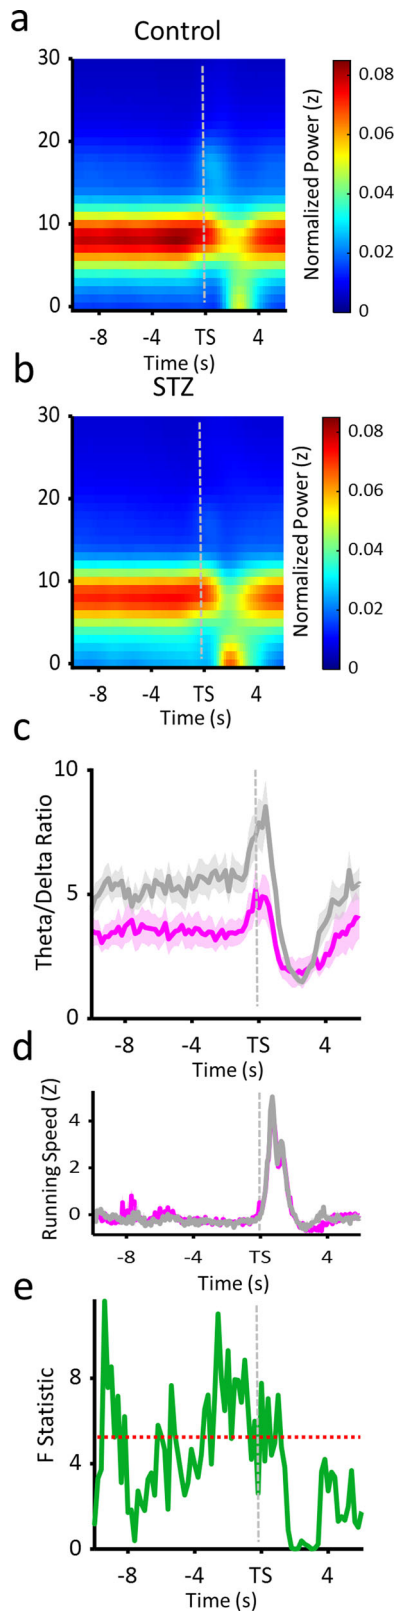 a
Control
30
20
10
0
-8 -4 TS 4
Time (s)
Normalized Power (z)
0.08
0.06
0.04
0.02
0
b
STZ
30
20
10
0
-8 -4 TS 4
Time (s)
Normalized Power (z)
0.08
0.06
0.04
0.02
0
c
Theta/Delta Ratio
10
5
0
-8 -4 TS 4
Time (s)
d
Running Speed (Z)
4
2
0
-8 -4 TS 4
Time (s)
e
F Statistic
8
4
0
-8 -4 TS 4
Time (s)